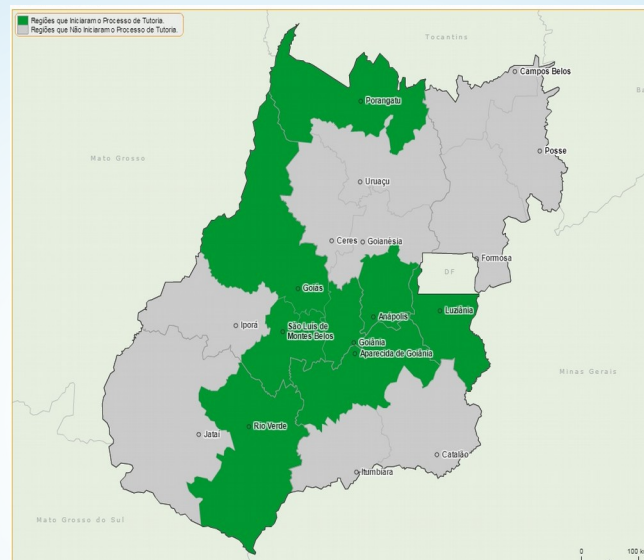 Regiões que Iniciaram o Processo de Tutoria.
Regiões que Não Iniciaram o Processo de Tutoria.
Tocantins
Campos Belos
Porangatu
Mato Grosso
Posse
Uruaçu
Ceres
Goianésia
Formosa
DF
Goiás
Luziânia
Anápolis
Iporá
São Luís de
Montes Belos
Goiânia
Aparecida de Goiânia
Minas Gerais
Rio Verde
Jataí
Catalão
Itumbiara
Mato Grosso do Sul
0